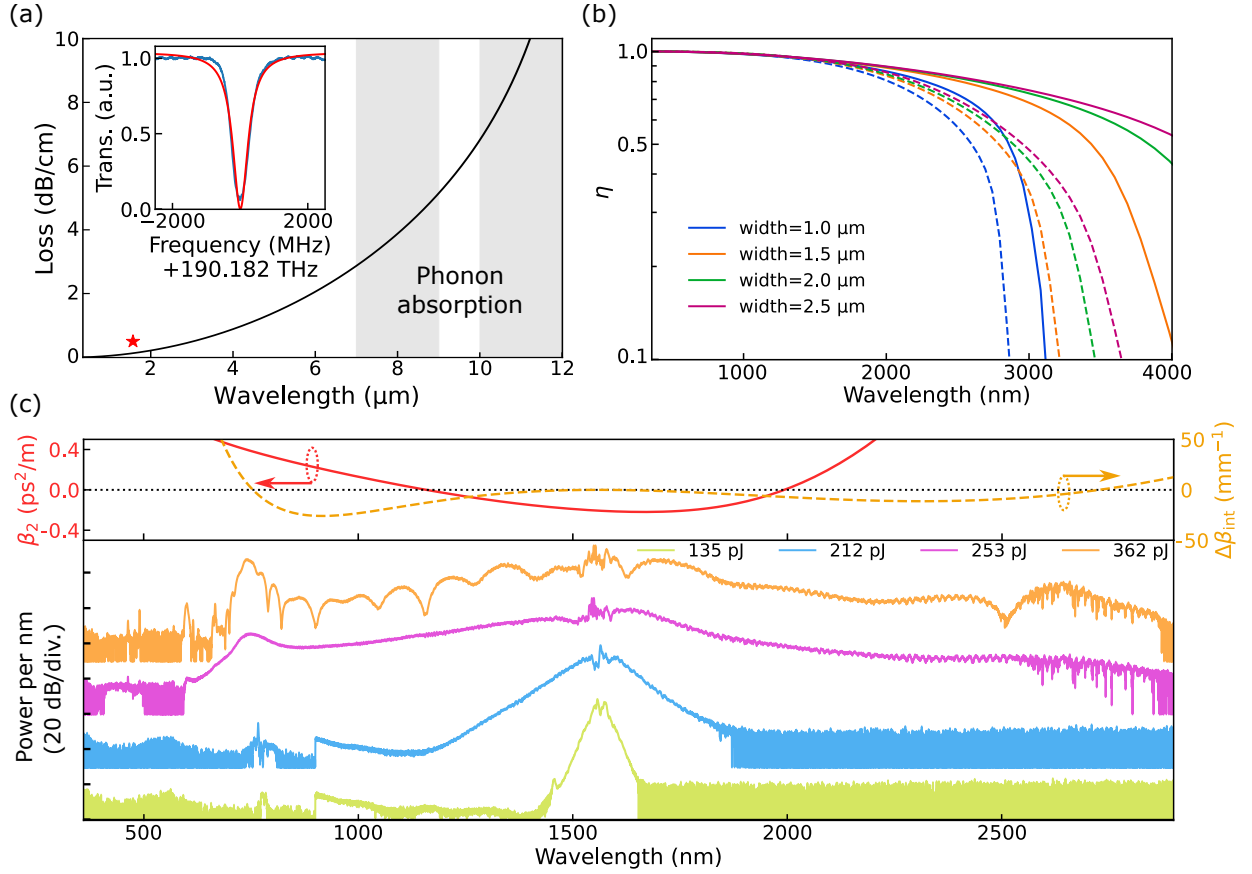 (a)
10
8
6
4
2
0
Loss (dB/cm)
1.0
0.5
0.0
Trans. (a.u.)
−2000
2000
Frequency (MHz)
+190.182 THz
Phonon
absorption
2
4
6
8
10
12
Wavelength (μm)
(b)
1.0
0.5
0.1
η
width=1.0 μm
width=1.5 μm
width=2.0 μm
width=2.5 μm
1000
2000
3000
4000
Wavelength (nm)
(c)
0.4
0.0
-0.4
β2 (ps²/m)
50
0
-50
Δβint (mm⁻¹)
135 pJ
212 pJ
253 pJ
362 pJ
Power per nm
(20 dB/div.)
500
1000
1500
2000
2500
Wavelength (nm)